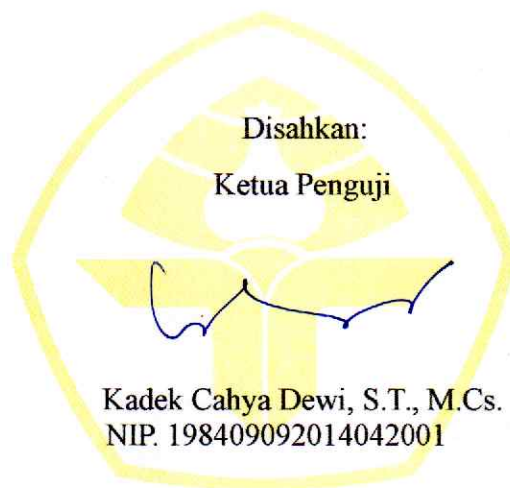 Disahkan:
Ketua Penguji
Kadek Cahya Dewi, S.T., M.Cs.
NIP. 198409092014042001